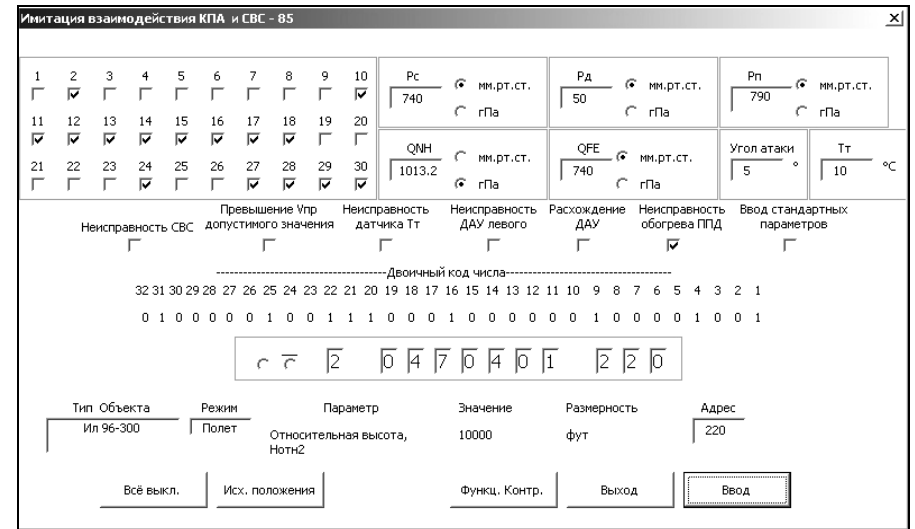 Имитация взаимодействия КПА и СВС - 85
1 2 3 4 5 6 7 8 9 10
11 12 13 14 15 16 17 18 19 20
21 22 23 24 25 26 27 28 29 30
Рс
740
мм.рт.ст.
гПа
Рд
50
мм.рт.ст.
гПа
Рп
790
мм.рт.ст.
гПа
QNH
1013.2
мм.рт.ст.
гПа
QFE
740
мм.рт.ст.
гПа
Угол атаки
5 °
Тт
10 °C
Неисправность СВС
Превышение Vпр
допустимого значения
Неисправность
датчика Тт
Неисправность
ДАУ левого
Расхождение
ДАУ
Неисправность
обогрева ППД
Ввод стандартных
параметров
--------------------------------------Двоичный код числа--------------------------------------
32 31 30 29 28 27 26 25 24 23 22 21 20 19 18 17 16 15 14 13 12 11 10 9 8 7 6 5 4 3 2 1
0 1 0 0 0 0 0 1 0 0 1 1 1 0 0 0 1 0 0 0 0 0 0 1 0 0 0 0 1 0 0 1
2 0 4 7 0 4 0 1 2 2 0
Тип Объекта Режим Параметр Значение Размерность Адрес
Ил 96-300 Полет Относительная высота, 10000 фут 220
Нотн2
Всё выкл. Исх. положения Функц. Контр. Выход Ввод